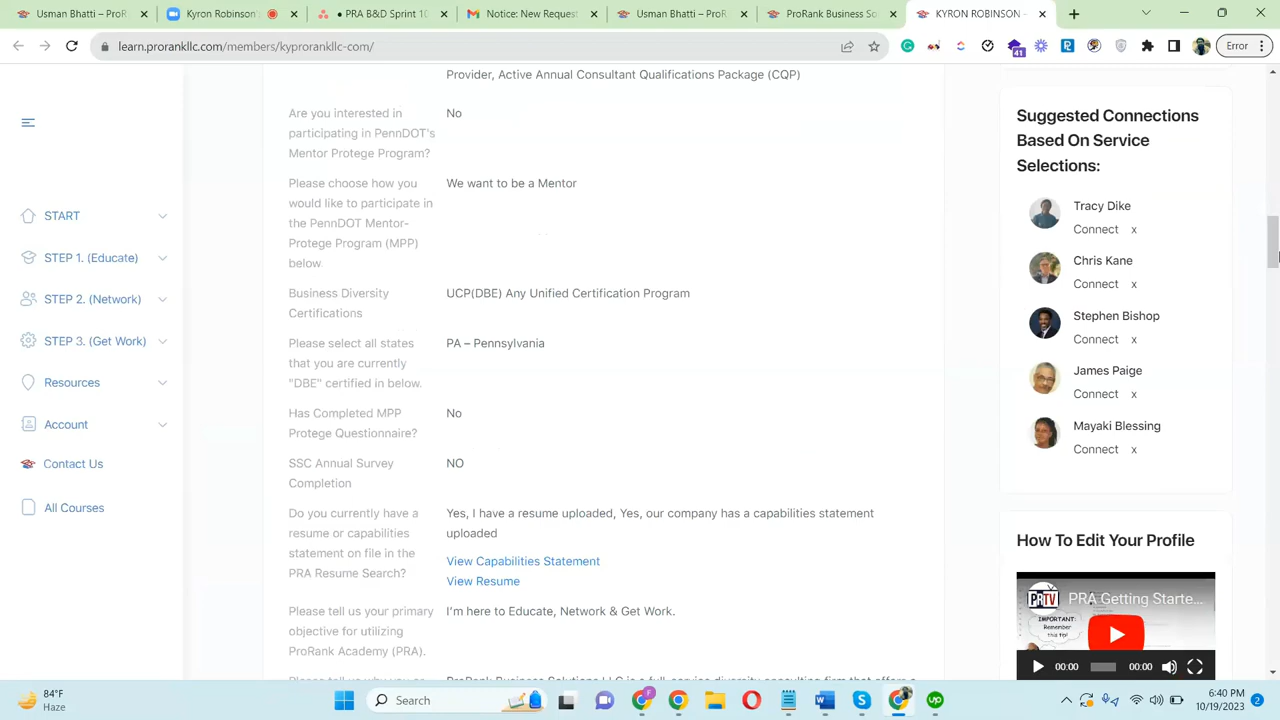 Usman Bhatti – ProR
Kyron Robinson
• PRA B&D Training 10
Notice: New Request
Usman Bhatti – ProR
ProRank Business So
KYRON ROBINSON –
learn.prorankllc.com/members/kyprorankllc-com/
41
Error
Provider, Active Annual Consultant Qualifications Package (CQP)
Are you interested in
participating in PennDOT's
Mentor Protege Program?
No
Please choose how you
would like to participate in
the PennDOT Mentor-
Protege Program (MPP)
below.
We want to be a Mentor
Business Diversity
Certifications
UCP(DBE) Any Unified Certification Program
Please select all states
that you are currently
"DBE" certified in below.
PA – Pennsylvania
Has Completed MPP
Protege Questionnaire?
No
SSC Annual Survey
Completion
NO
Do you currently have a
resume or capabilities
statement on file in the
PRA Resume Search?
Yes, I have a resume uploaded, Yes, our company has a capabilities statement
uploaded
View Capabilities Statement
View Resume
Please tell us your primary
objective for utilizing
ProRank Academy (PRA).
I'm here to Educate, Network & Get Work.
START
STEP 1. (Educate)
STEP 2. (Network)
STEP 3. (Get Work)
Resources
Account
Contact Us
All Courses
Suggested Connections
Based On Service
Selections:
Tracy Dike
Connect x
Chris Kane
Connect x
Stephen Bishop
Connect x
James Paige
Connect x
Mayaki Blessing
Connect x
How To Edit Your Profile
PRTV
PRA Getting Starte...
IMPORTANT:
Remember
this tip!
00:00
00:00
84°F
Haze
Search
6:40 PM
10/19/2023
2